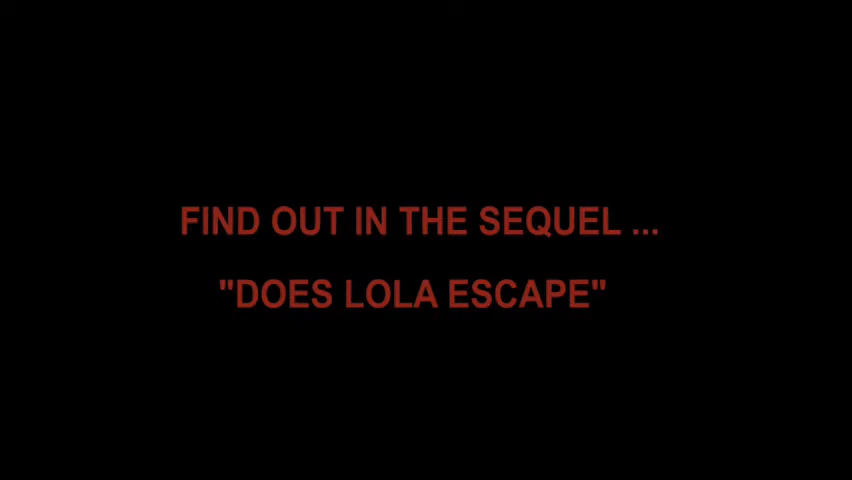 FIND OUT IN THE SEQUEL ...
"DOES LOLA ESCAPE"